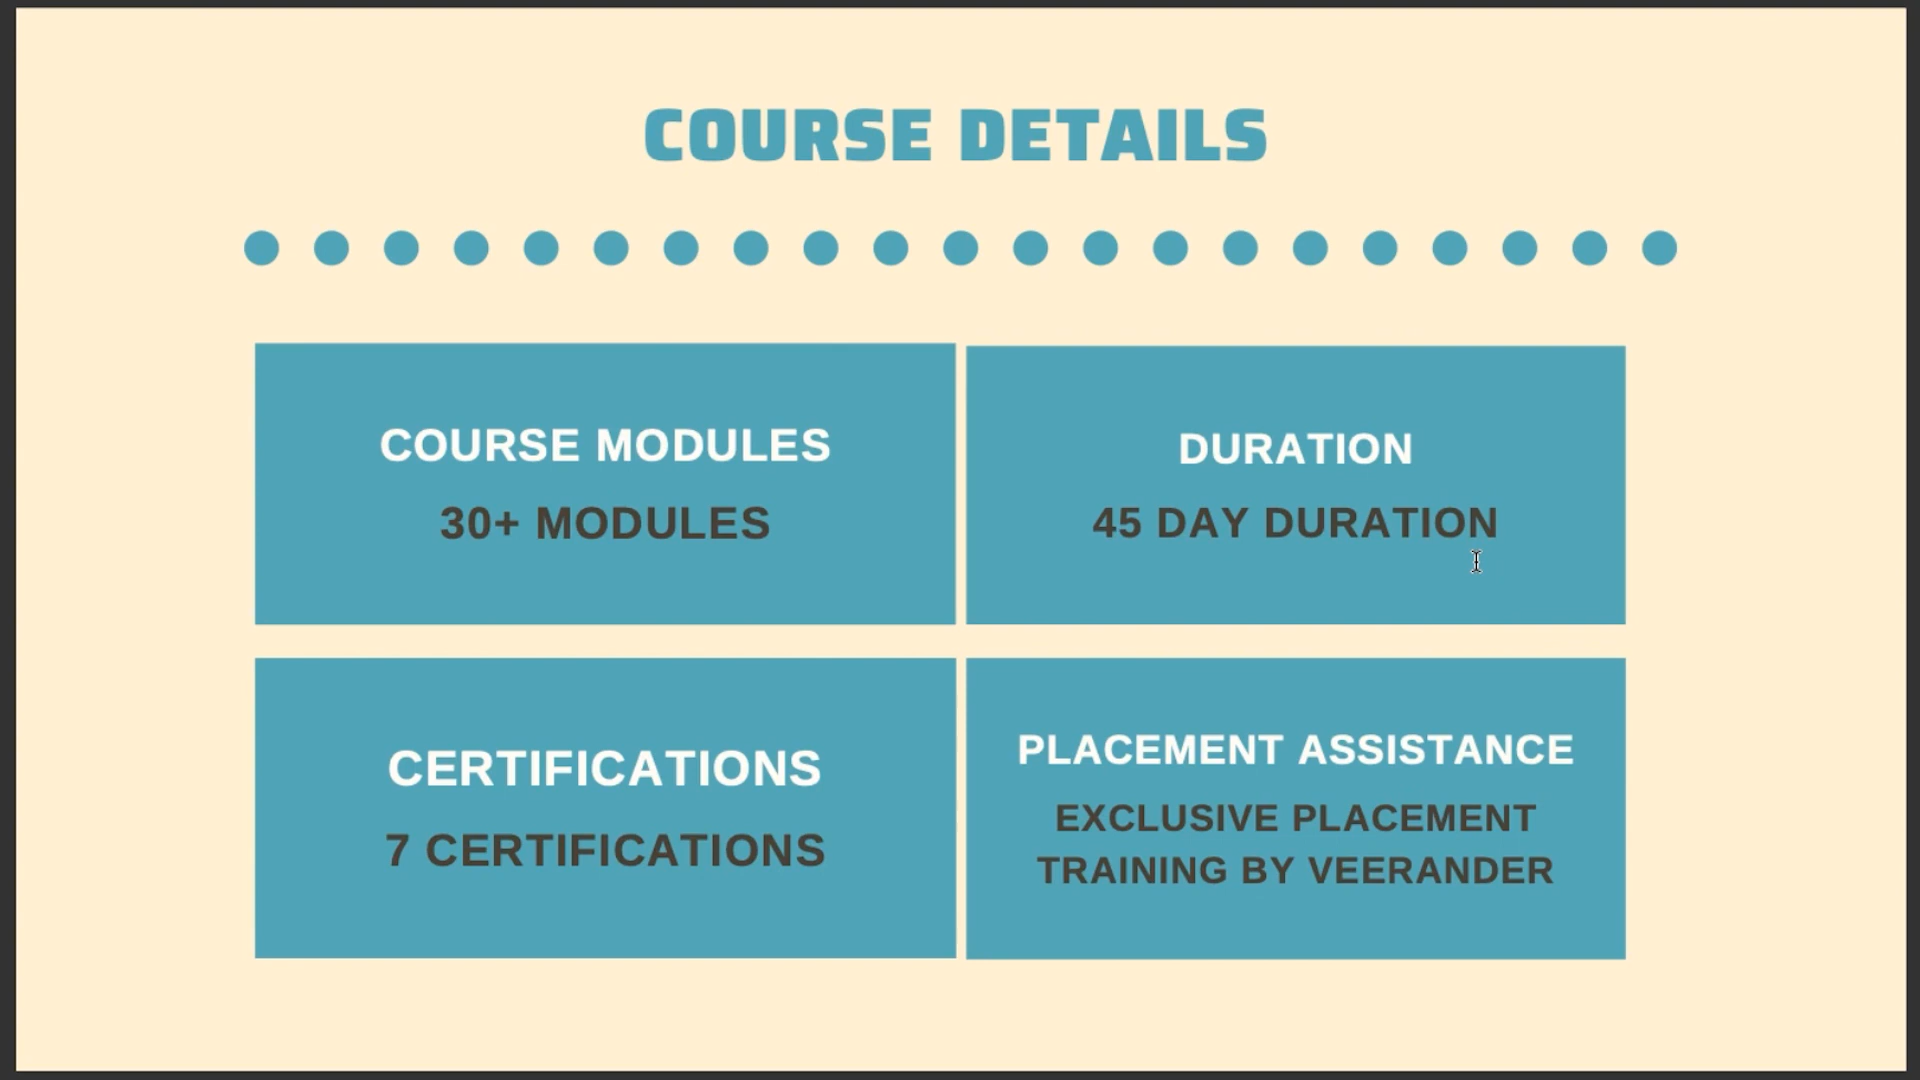 COURSE DETAILS
COURSE MODULES
30+ MODULES
DURATION
45 DAY DURATION
CERTIFICATIONS
7 CERTIFICATIONS
PLACEMENT ASSISTANCE
EXCLUSIVE PLACEMENT
TRAINING BY VEERANDER